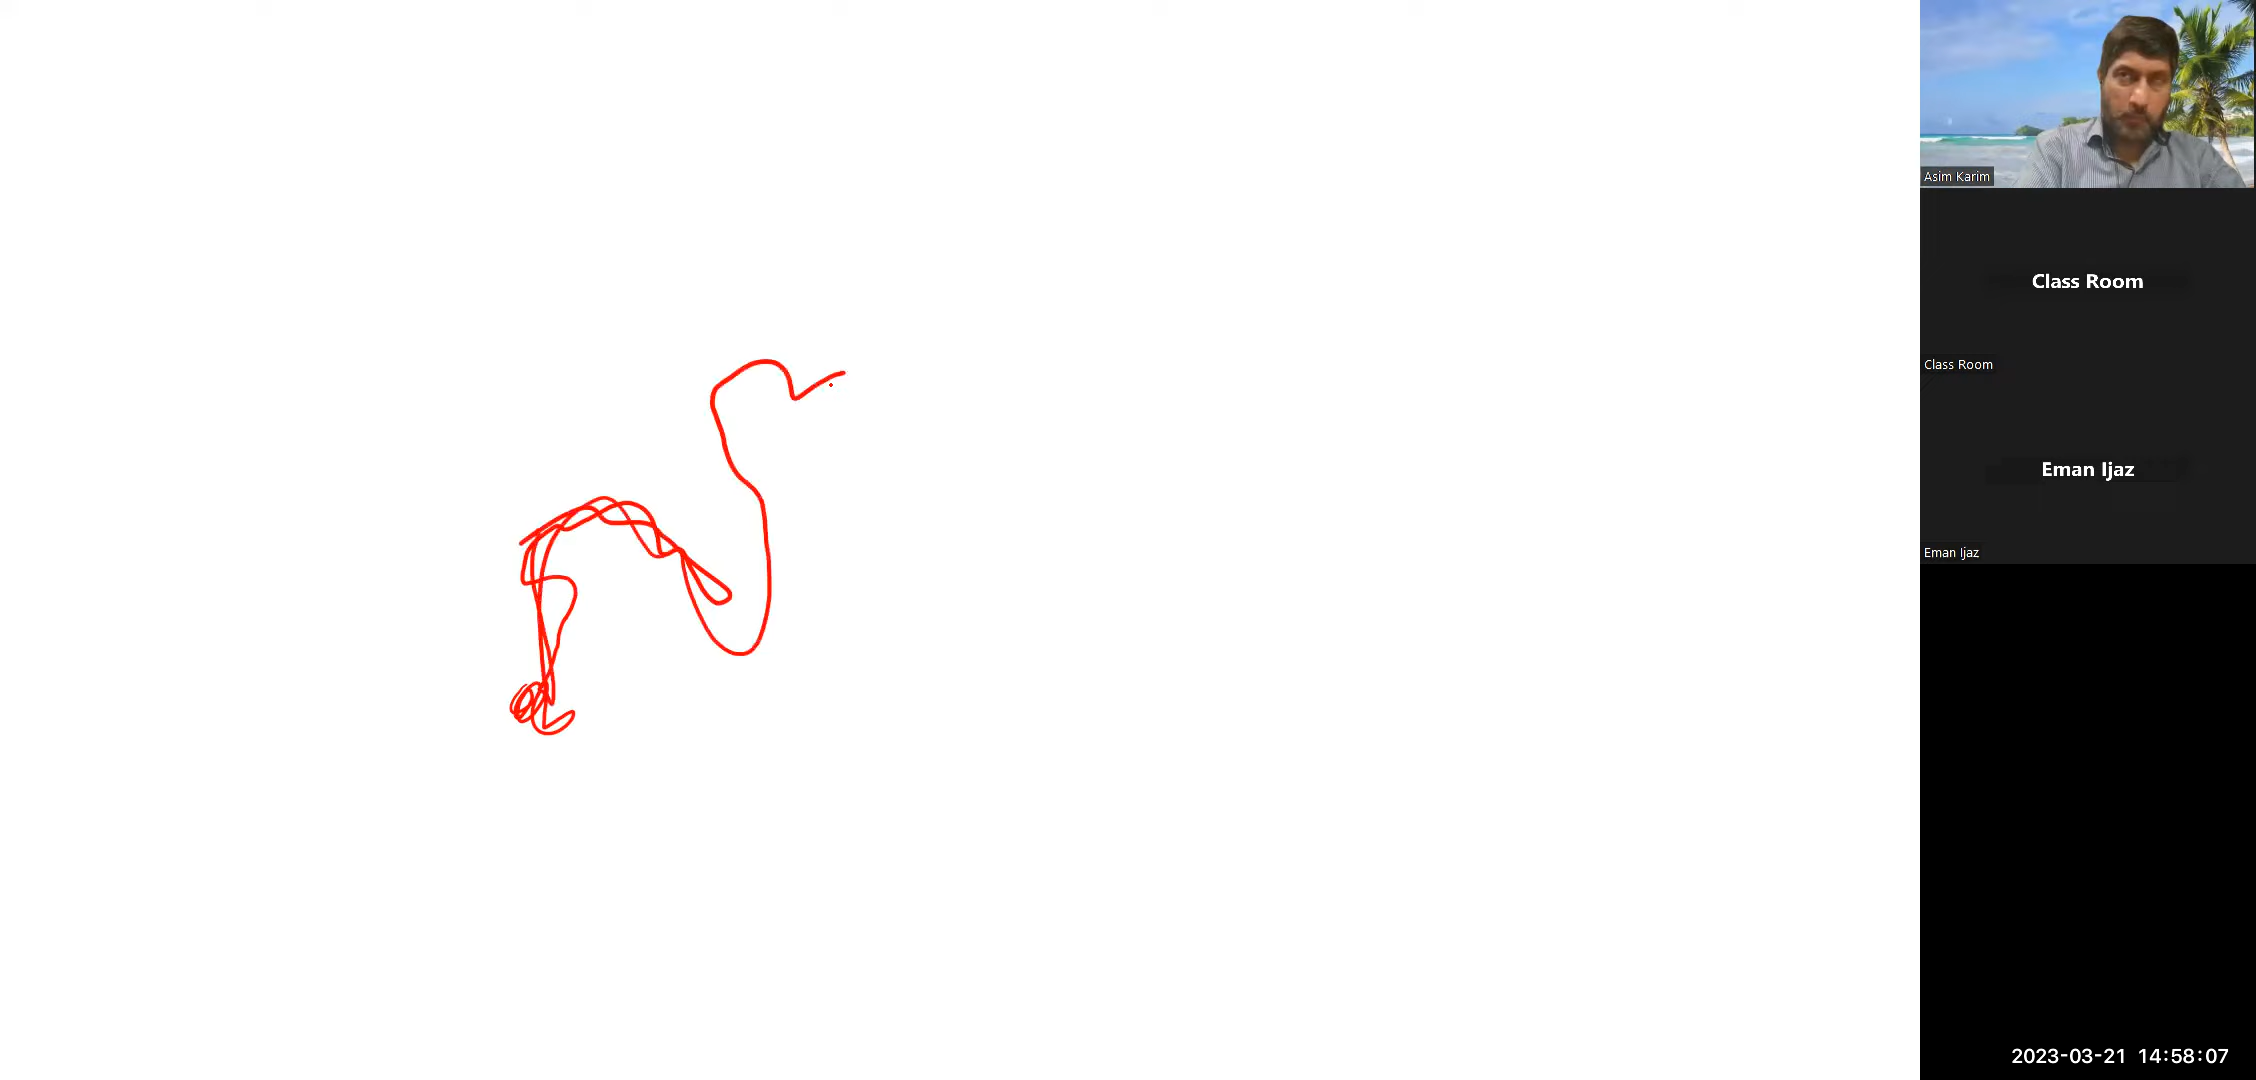 Asim Karim
Class Room
Class Room
Eman Ijaz
Eman Ijaz
2023-03-21 14:58:07